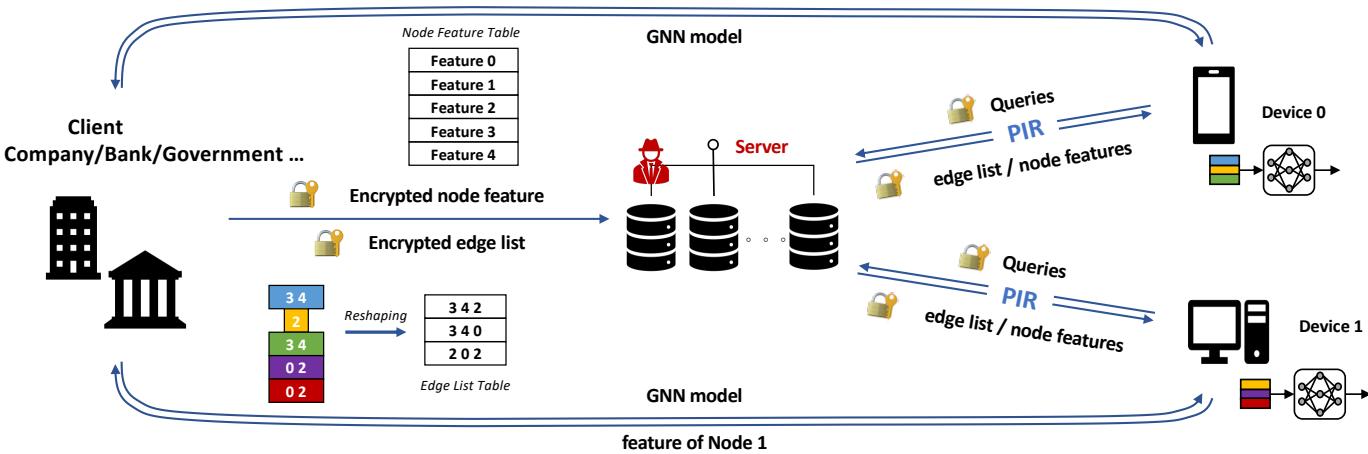 GNN model
Node Feature Table
Feature 0
Feature 1
Feature 2
Feature 3
Feature 4
Client
Company/Bank/Government ...
Encrypted node feature
Encrypted edge list
3 4
2
3 4
0 2
0 2
Reshaping
3 4 2
3 4 0
2 0 2
Edge List Table
Server
Queries
PIR
edge list / node features
Device 0
Queries
PIR
edge list / node features
Device 1
GNN model
feature of Node 1